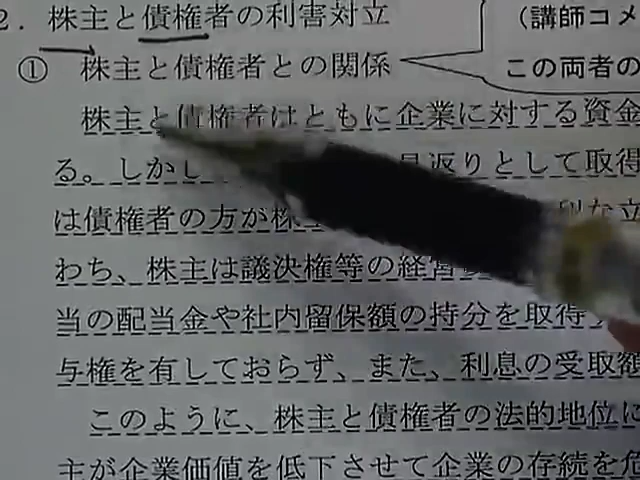 2．株主と債権者の利害対立
（講師コメ
① 株主と債権者との関係
この両者の
株主と債権者はともに企業に対する資金
る。しかし 見返りとして取得
は債権者の方が株 な立
わち、株主は議決権等の経営
当の配当金や社内留保額の持分を取得
与権を有しておらず、また、利息の受取額
このように、株主と債権者の法的地位に
主が企業価値を低下させて企業の存続を危